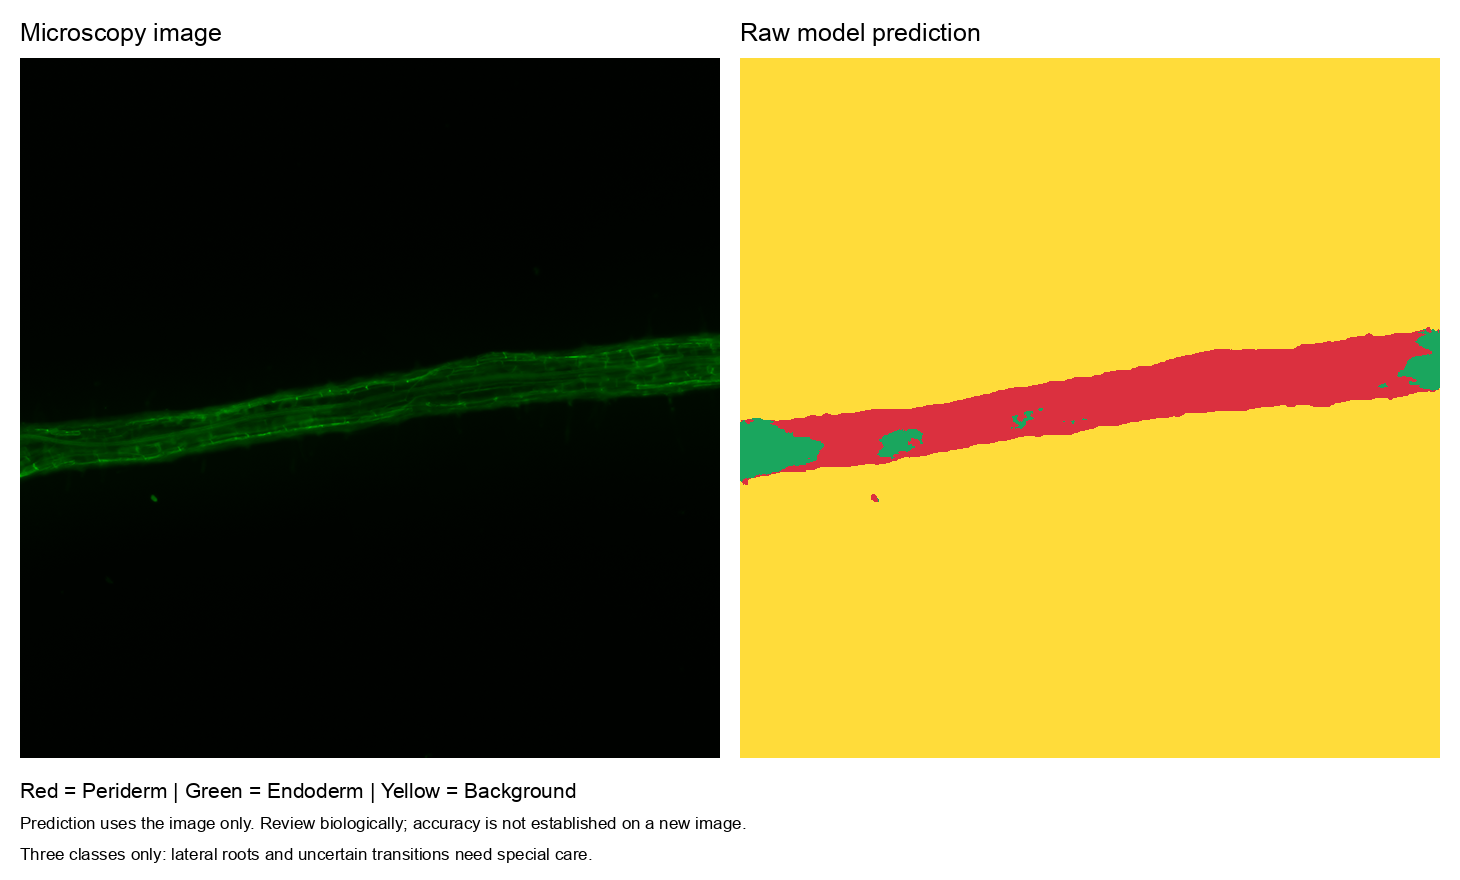 Microscopy image
Raw model prediction
Red = Periderm | Green = Endoderm | Yellow = Background
Prediction uses the image only. Review biologically; accuracy is not established on a new image.
Three classes only: lateral roots and uncertain transitions need special care.